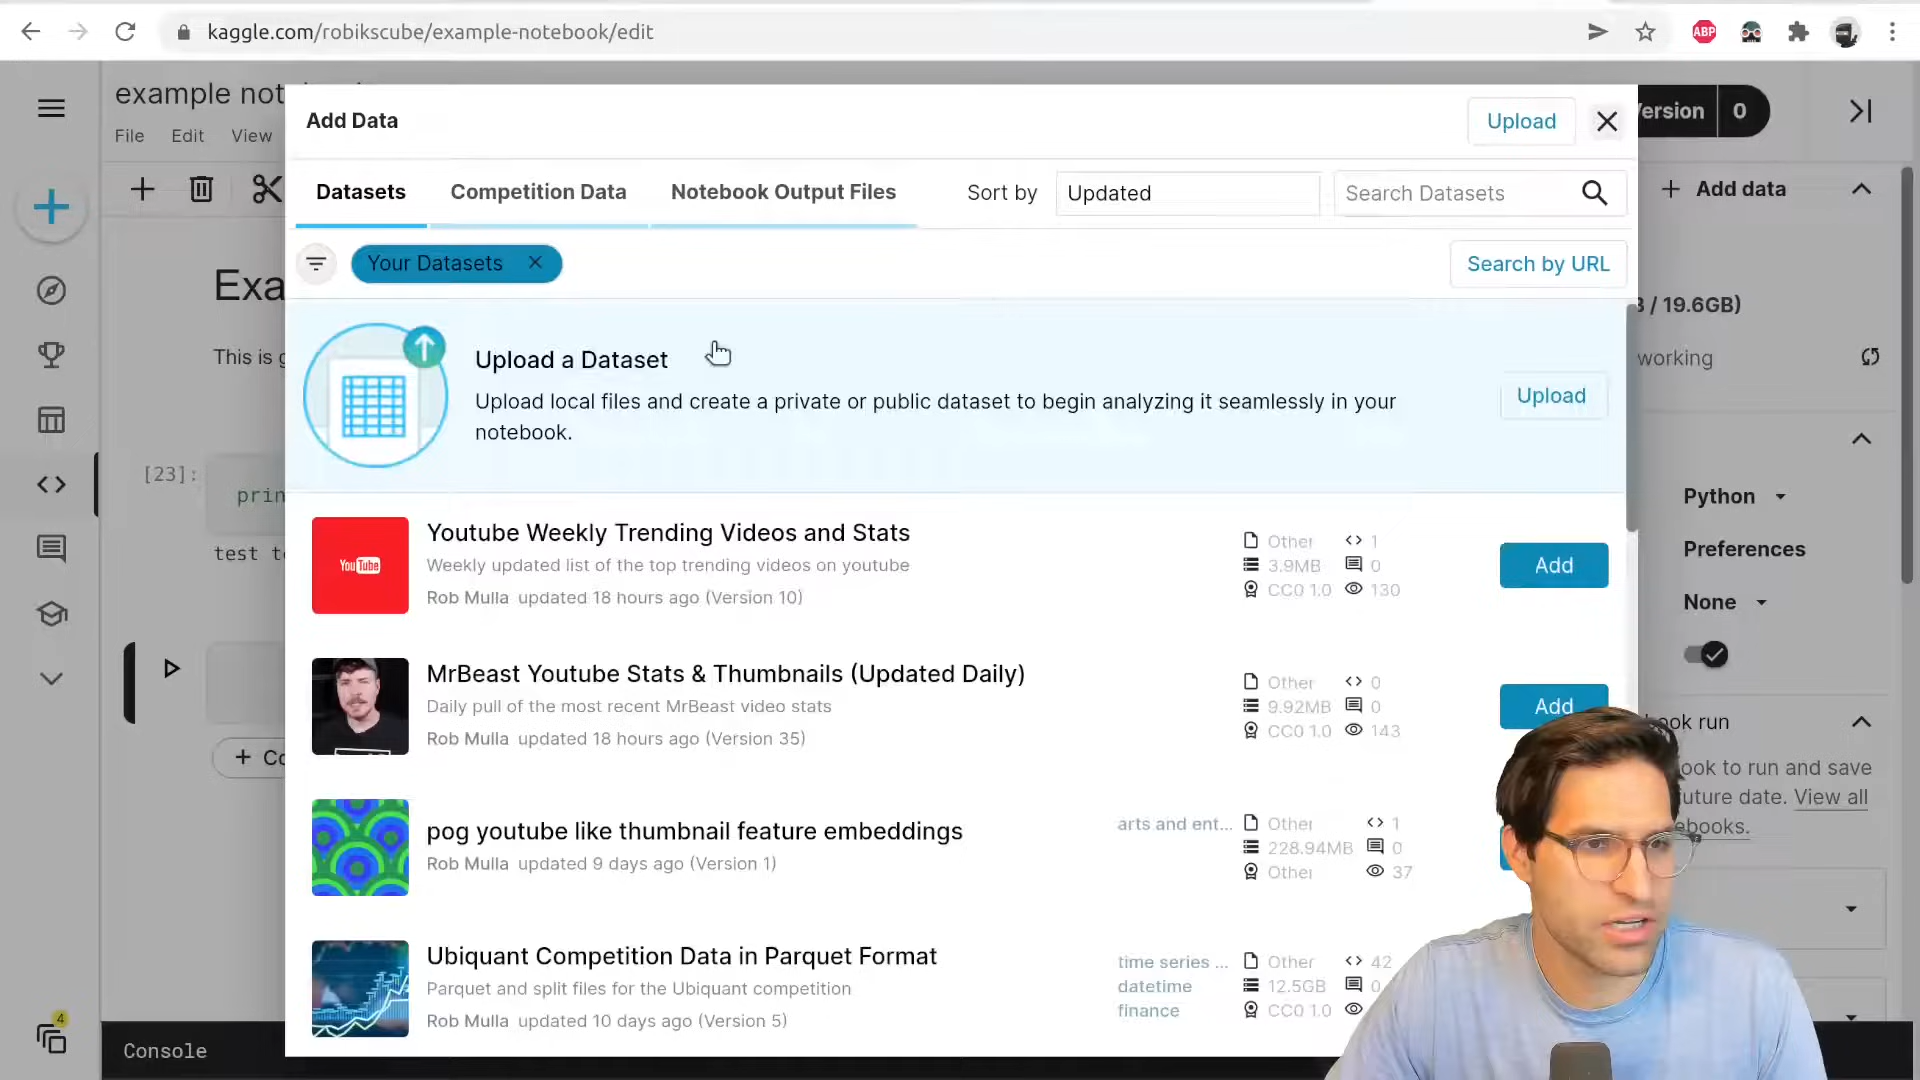 kaggle.com/robikscube/example-notebook/edit
ABP
example not
File Edit View
ersion 0
Add Data
Upload
Datasets Competition Data Notebook Output Files Sort by Updated Search Datasets
+ Add data
Your Datasets
Search by URL
Exa
/ 19.6GB)
This is g
working
Upload a Dataset
Upload local files and create a private or public dataset to begin analyzing it seamlessly in your
notebook.
Upload
[23]:
prin
test t
Python
Preferences
None
YouTube
Youtube Weekly Trending Videos and Stats
Weekly updated list of the top trending videos on youtube
Rob Mulla updated 18 hours ago (Version 10)
Other <> 1
3.9MB 0
CC0 1.0 130
Add
MrBeast Youtube Stats & Thumbnails (Updated Daily)
Daily pull of the most recent MrBeast video stats
Rob Mulla updated 18 hours ago (Version 35)
Other <> 0
9.92MB 0
CC0 1.0 143
Add
+ Co
ook run
ook to run and save
future date. View all
ebooks.
pog youtube like thumbnail feature embeddings
Rob Mulla updated 9 days ago (Version 1)
arts and ent... Other <> 1
228.94MB 0
Other 37
Ubiquant Competition Data in Parquet Format
Parquet and split files for the Ubiquant competition
Rob Mulla updated 10 days ago (Version 5)
time series ... Other <> 42
datetime 12.5GB 0
finance CC0 1.0
4
Console